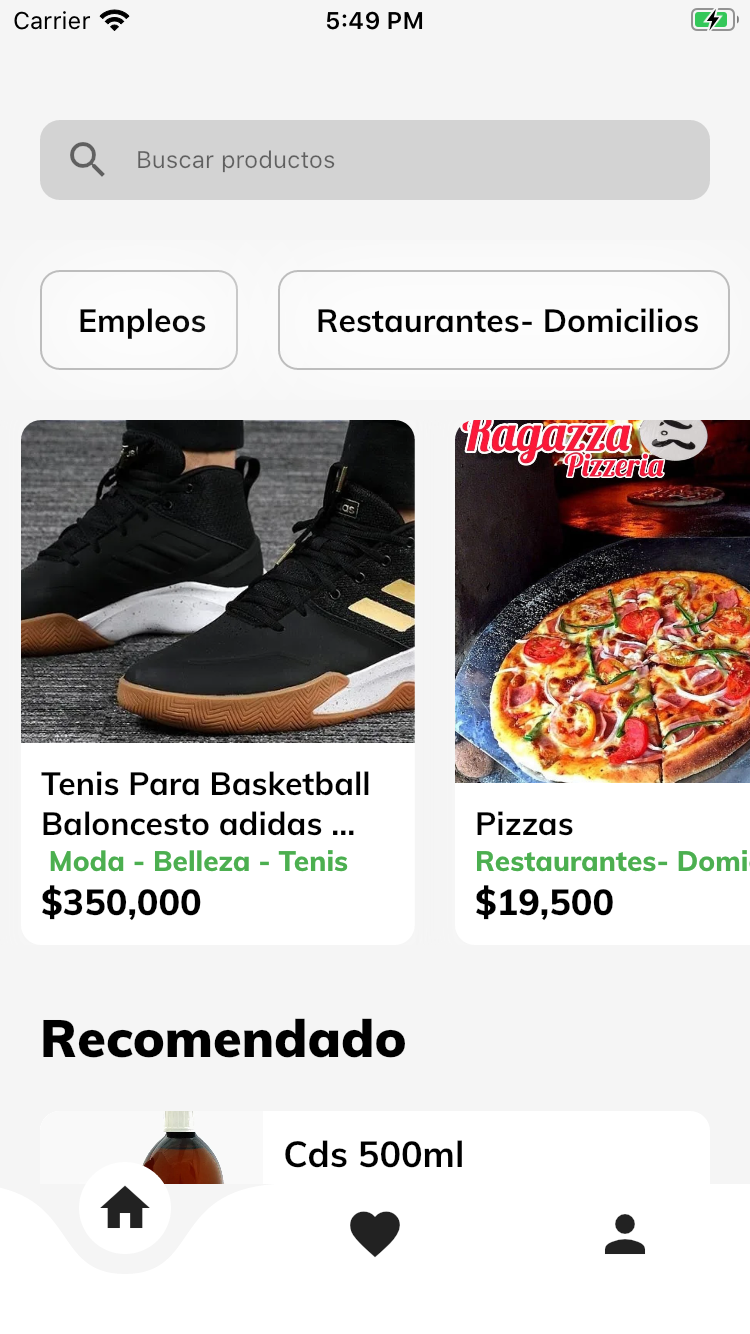 Carrier 5:49 PM
Buscar productos
Empleos
Restaurantes- Domicilios
Ragazza
Pizzeria
as
Tenis Para Basketball
Baloncesto adidas ...
Moda - Belleza - Tenis
$350,000
Pizzas
Restaurantes- Domi
$19,500
Recomendado
Cds 500ml